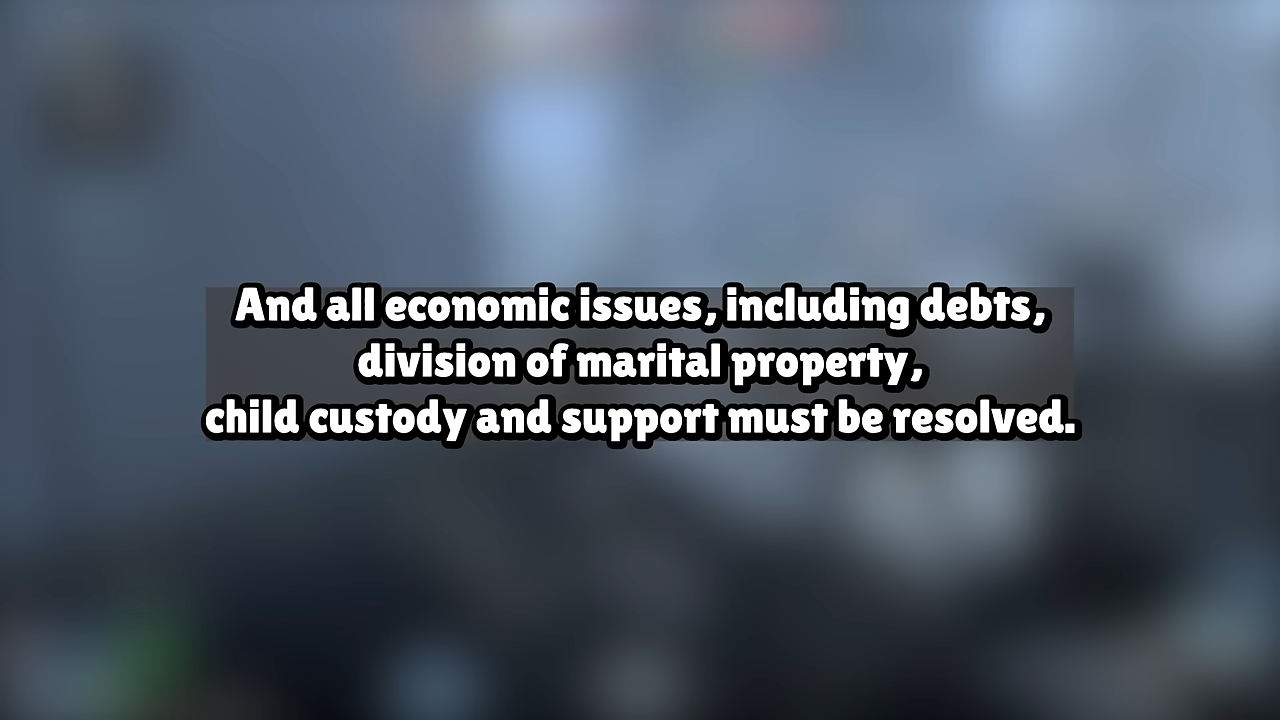 And all economic issues, including debts,
division of marital property,
child custody and support must be resolved.